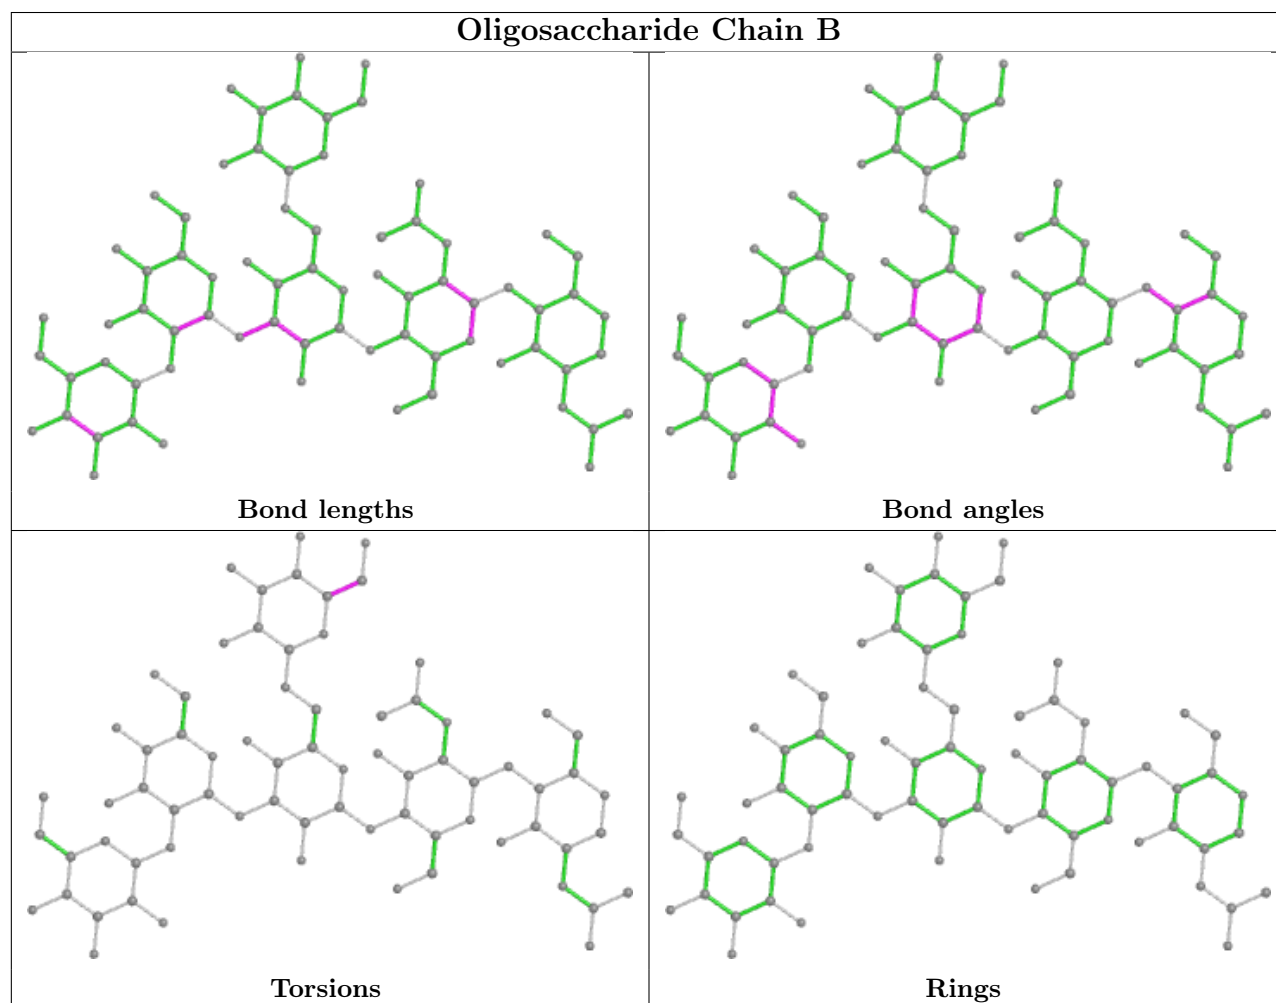 Oligosaccharide Chain B
Bond lengths
Bond angles
Torsions
Rings